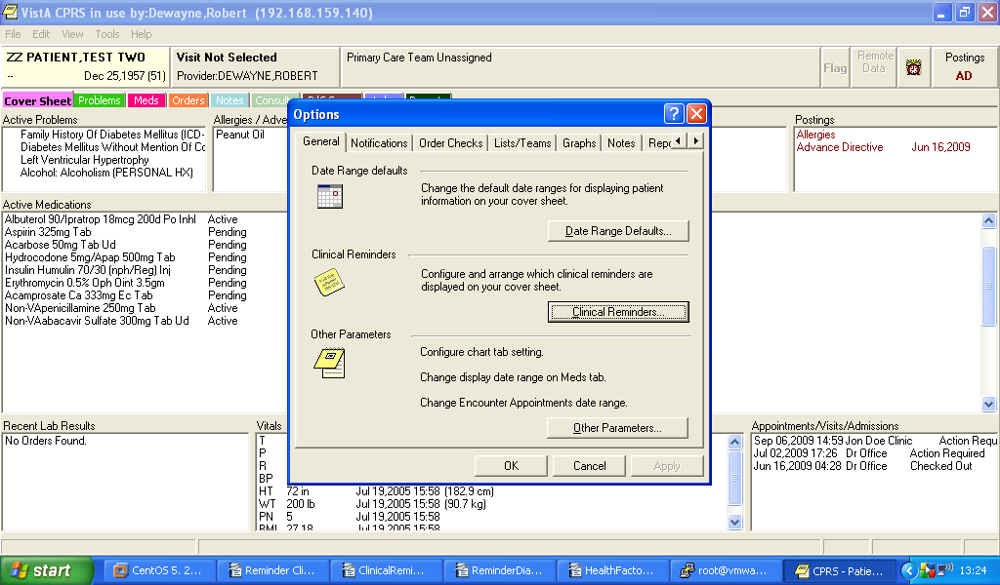 VistA CPRS in use by:Dewayne,Robert (192.168.159.140)
File Edit View Tools Help
ZZ PATIENT,TEST TWO
-- Dec 25,1957 (51)
Visit Not Selected
Provider:DEWAYNE,ROBERT
Primary Care Team Unassigned
Flag
Remote
Data
Postings
AD
Cover Sheet Problems Meds Orders Notes Consul
Active Problems
Family History Of Diabetes Mellitus (ICD-
Diabetes Mellitus Without Mention Of Co
Left Ventricular Hypertrophy
Alcohol: Alcoholism (PERSONAL HX)
Allergies / Adve
Peanut Oil
Postings
Allergies
Advance Directive Jun 16,2009
Active Medications
Albuterol 90/Ipratrop 18mcg 200d Po Inhl Active
Aspirin 325mg Tab Pending
Acarbose 50mg Tab Ud Pending
Hydrocodone 5mg/Apap 500mg Tab Pending
Insulin Humulin 70/30 (nph/Reg) Inj Pending
Erythromycin 0.5% Oph Oint 3.5gm Pending
Acamprosate Ca 333mg Ec Tab Pending
Non-VApenicillamine 250mg Tab Active
Non-VAabacavir Sulfate 300mg Tab Ud Active
Options
General Notifications Order Checks Lists/Teams Graphs Notes Repo
Date Range defaults
Change the default date ranges for displaying patient
information on your cover sheet.
Date Range Defaults...
Clinical Reminders
Configure and arrange which clinical reminders are
displayed on your cover sheet.
Clinical Reminders...
Other Parameters
Configure chart tab setting.
Change display date range on Meds tab.
Change Encounter Appointments date range.
Other Parameters...
OK Cancel Apply
Recent Lab Results
No Orders Found.
Vitals
T
P
R
BP
HT 72 in Jul 19,2005 15:58 (182.9 cm)
WT 200 lb Jul 19,2005 15:58 (90.7 kg)
PN 5 Jul 19,2005 15:58
BMI 27.18 Jul 19,2005 15:58
Appointments/Visits/Admissions
Sep 06,2009 14:59 Jon Doe Clinic Action Requ
Jul 02,2009 17:26 Dr Office Action Required
Jun 16,2009 04:28 Dr Office Checked Out
start CentOS 5. 2... Reminder Cli... ClinicalRemi... ReminderDia... HealthFacto... root@vmwa... CPRS - Patie... 13:24